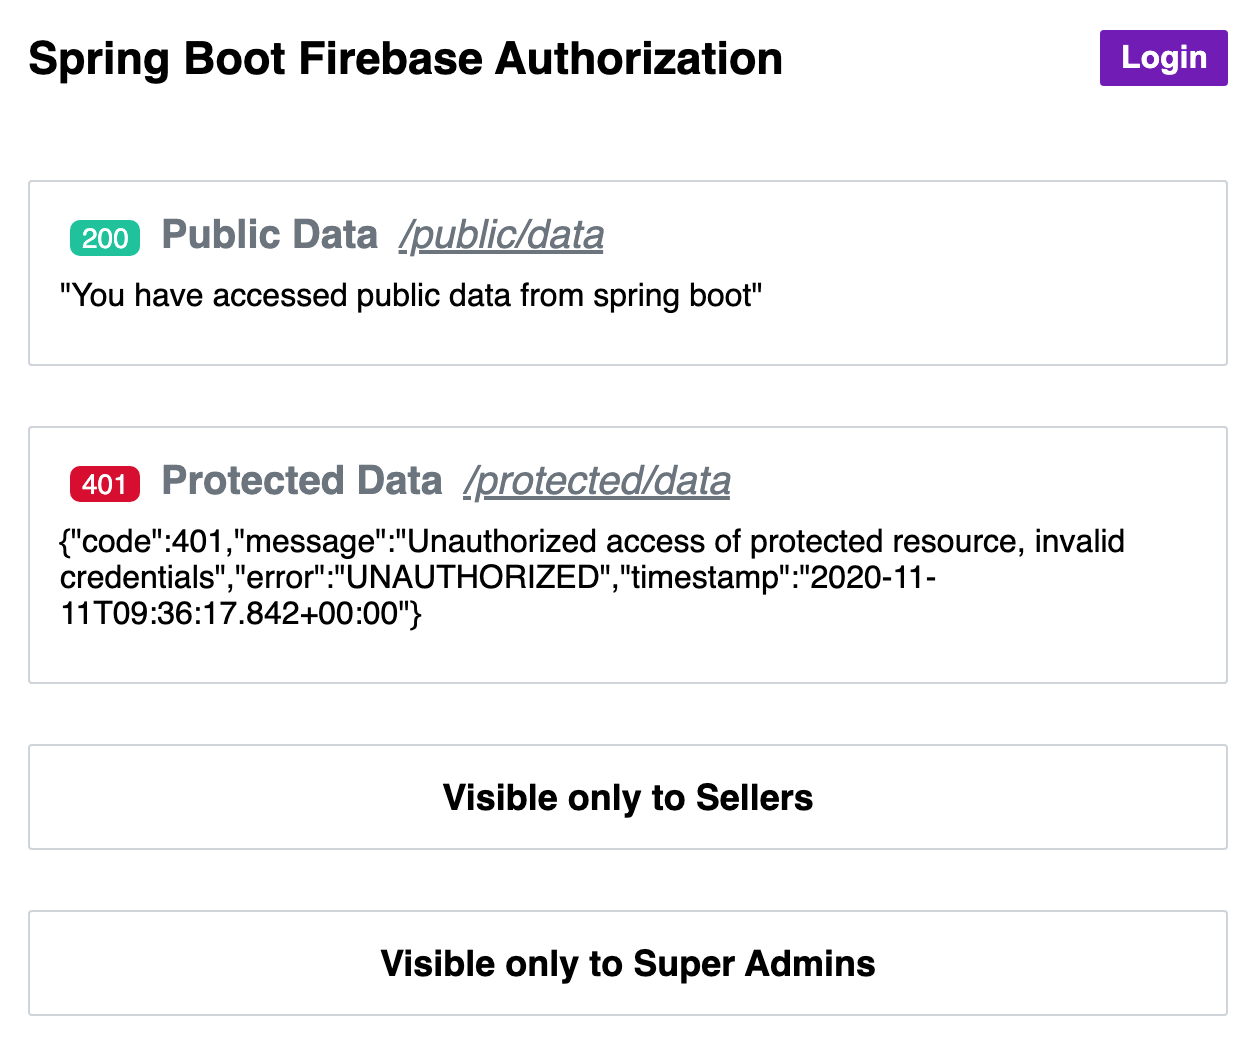 Spring Boot Firebase Authorization
Login
200 Public Data /public/data
"You have accessed public data from spring boot"
401 Protected Data /protected/data
{"code":401,"message":"Unauthorized access of protected resource, invalid
credentials","error":"UNAUTHORIZED","timestamp":"2020-11-
11T09:36:17.842+00:00"}
Visible only to Sellers
Visible only to Super Admins